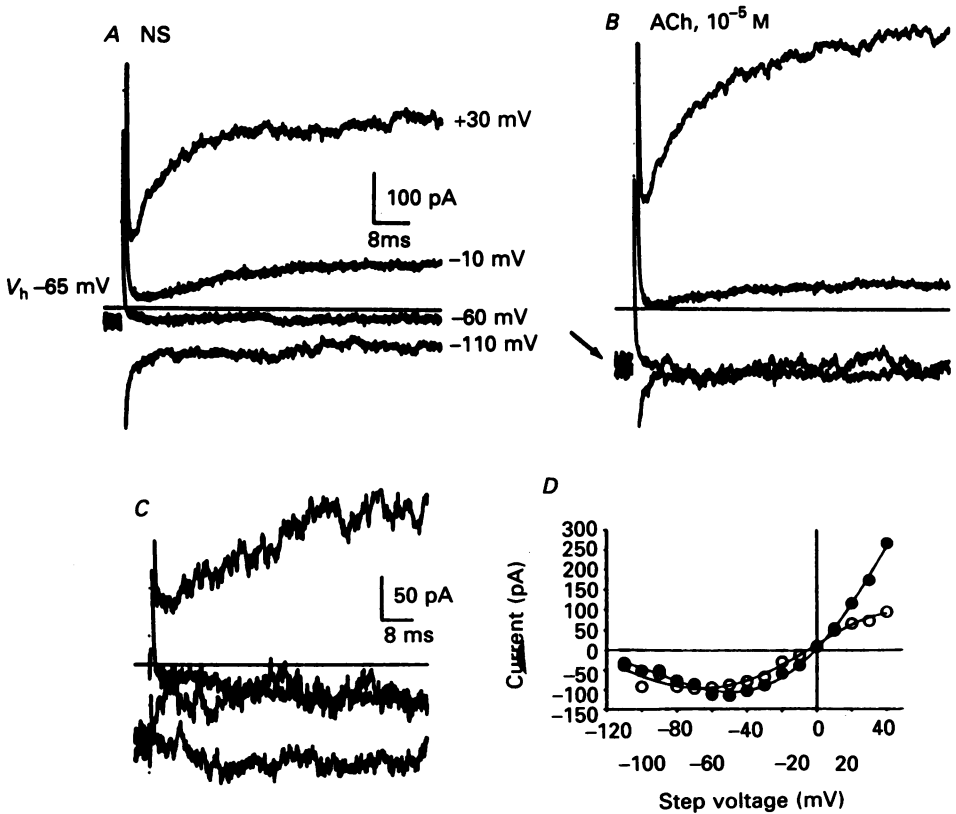 A NS
+30 mV
100 pA
8ms
−10 mV
Vh −65 mV
−60 mV
−110 mV
B ACh, 10⁻⁵ M
C
50 pA
8 ms
D
Current (pA)
300
250
200
150
100
50
0
−50
−100
−150
−120 −80 −40 0 40
−100 −60 −20 20
Step voltage (mV)